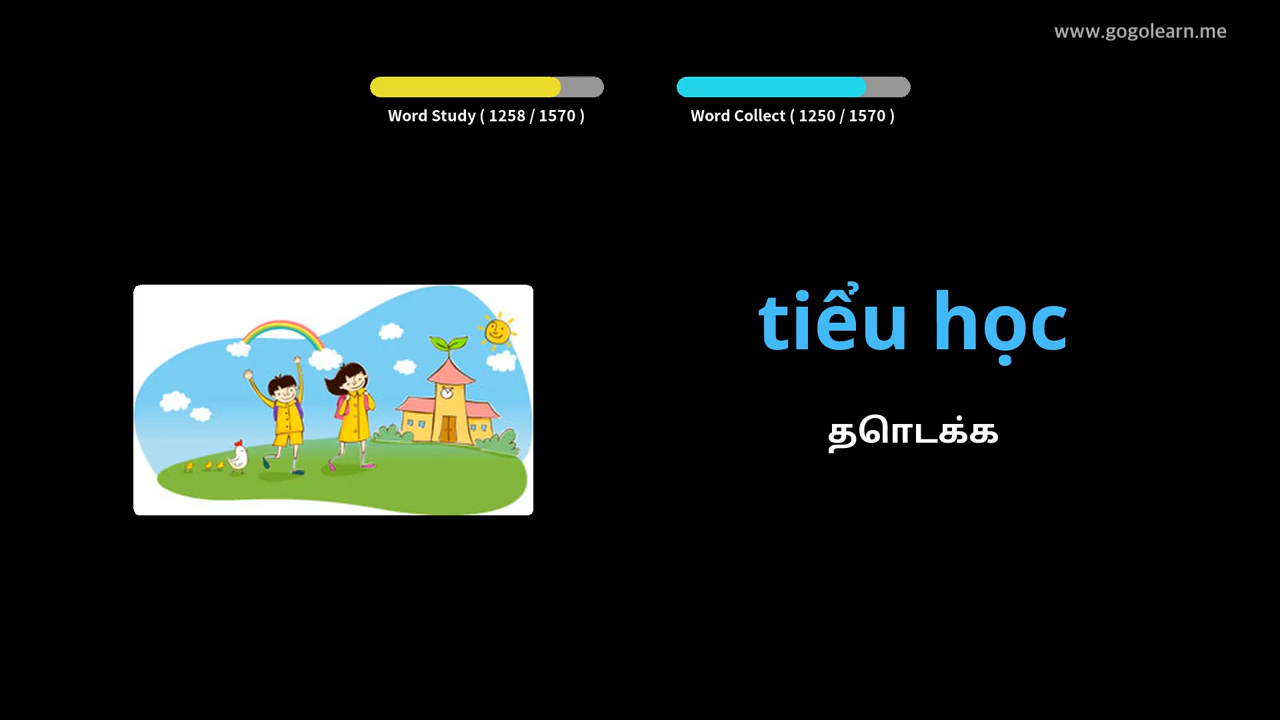 www.gogolearn.me
Word Study ( 1258 / 1570 )
Word Collect ( 1250 / 1570 )
tiểu học
தொடக்க